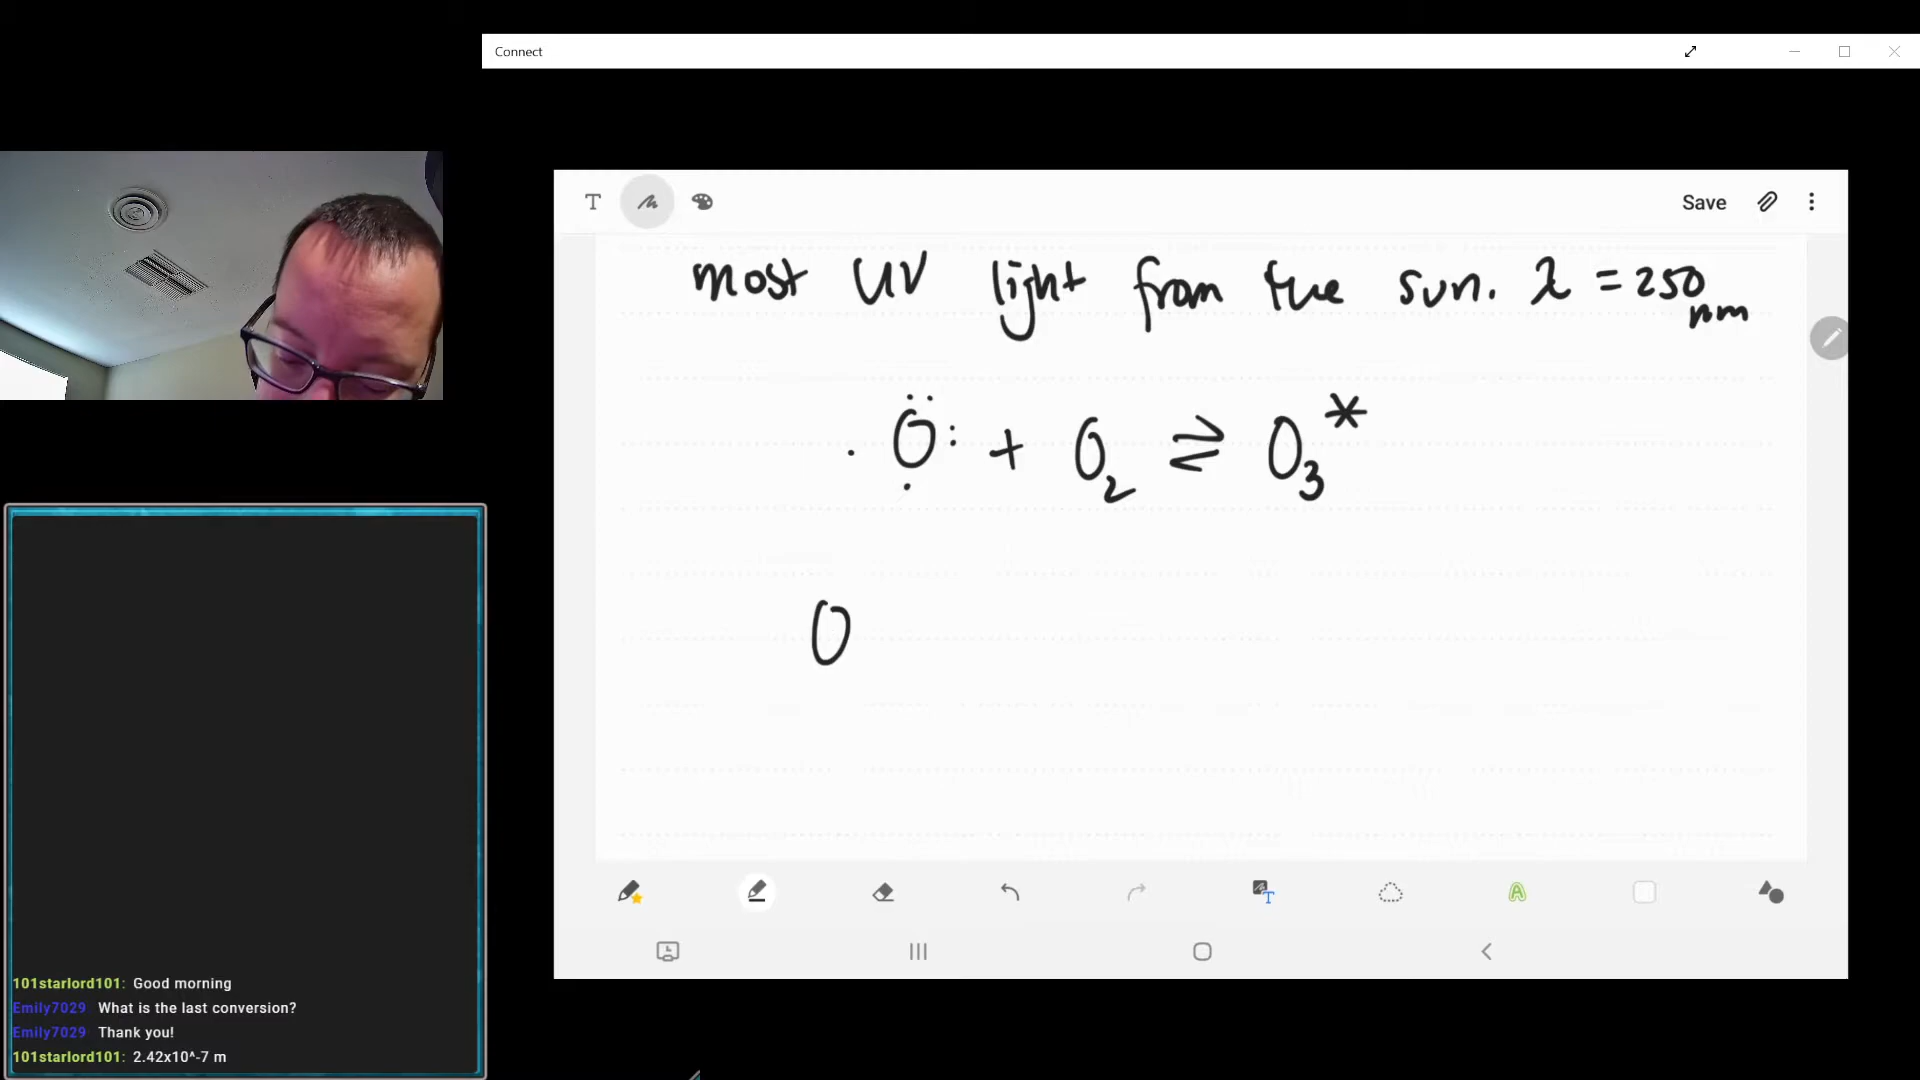 Connect
T
Save
most UV light from the sun. λ = 250 nm
·Ö: + O₂ ⇌ O₃*
O
101starlord101: Good morning
Emily7029 What is the last conversion?
Emily7029 Thank you!
101starlord101: 2.42x10^-7 m